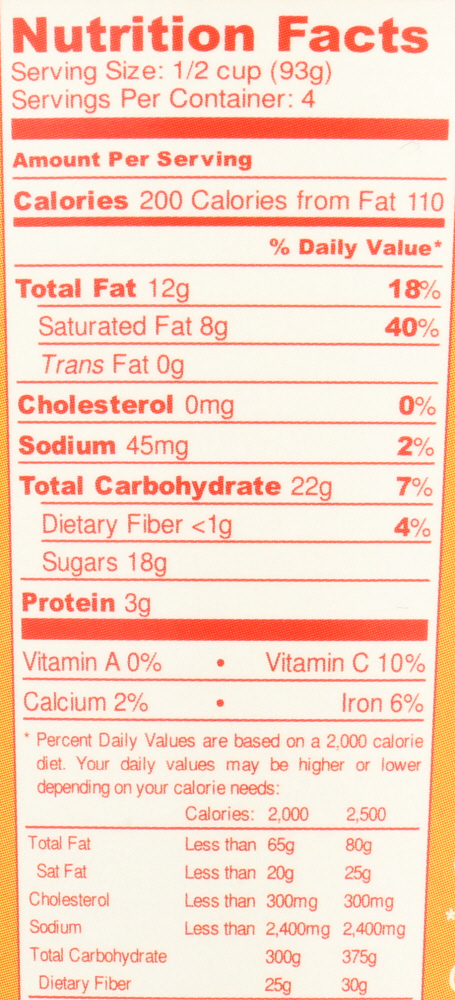 Nutrition Facts
Serving Size: 1/2 cup (93g)
Servings Per Container: 4
Amount Per Serving
Calories 200 Calories from Fat 110
% Daily Value*
Total Fat 12g 18%
Saturated Fat 8g 40%
Trans Fat 0g
Cholesterol 0mg 0%
Sodium 45mg 2%
Total Carbohydrate 22g 7%
Dietary Fiber <1g 4%
Sugars 18g
Protein 3g
Vitamin A 0% • Vitamin C 10%
Calcium 2% • Iron 6%
* Percent Daily Values are based on a 2,000 calorie
diet. Your daily values may be higher or lower
depending on your calorie needs:
Calories: 2,000 2,500
Total Fat Less than 65g 80g
Sat Fat Less than 20g 25g
Cholesterol Less than 300mg 300mg
Sodium Less than 2,400mg 2,400mg
Total Carbohydrate 300g 375g
Dietary Fiber 25g 30g